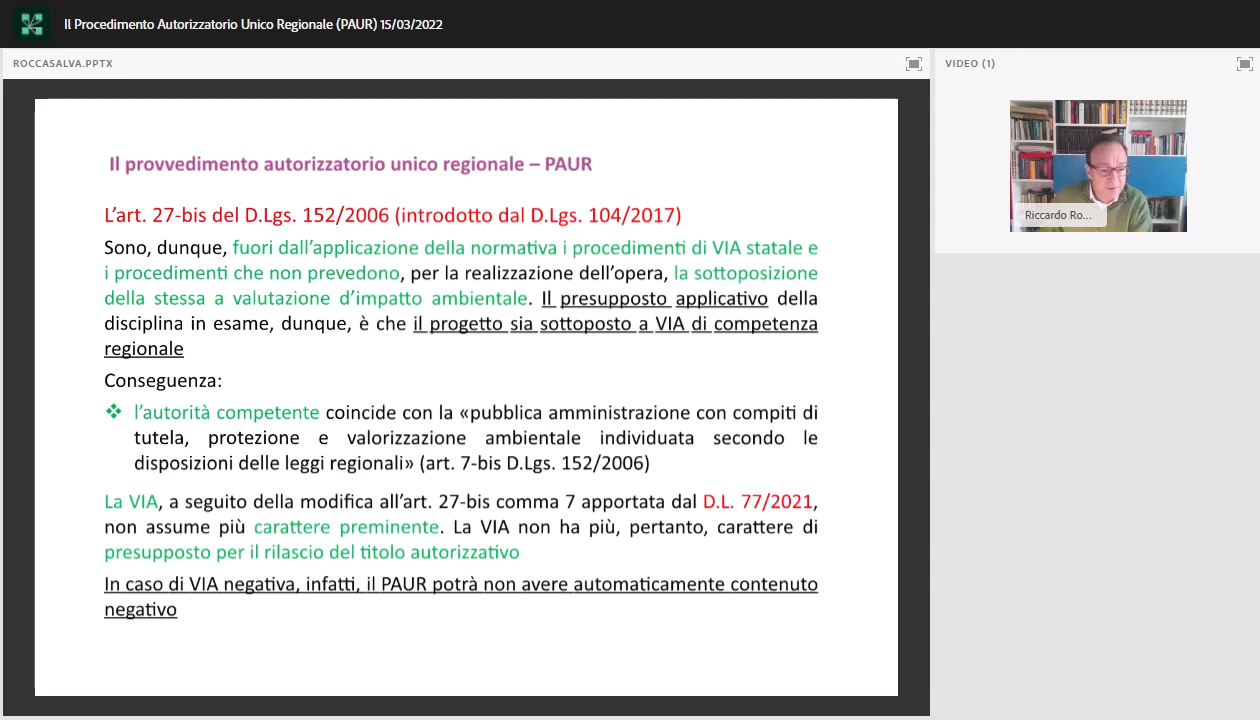 Il Procedimento Autorizzatorio Unico Regionale (PAUR) 15/03/2022
ROCCASALVA.PPTX
VIDEO (1)
Il provvedimento autorizzatorio unico regionale – PAUR
L’art. 27-bis del D.Lgs. 152/2006 (introdotto dal D.Lgs. 104/2017)
Sono, dunque, fuori dall’applicazione della normativa i procedimenti di VIA statale e
i procedimenti che non prevedono, per la realizzazione dell’opera, la sottoposizione
della stessa a valutazione d’impatto ambientale. Il presupposto applicativo della
disciplina in esame, dunque, è che il progetto sia sottoposto a VIA di competenza
regionale
Conseguenza:
❖ l’autorità competente coincide con la «pubblica amministrazione con compiti di
tutela, protezione e valorizzazione ambientale individuata secondo le
disposizioni delle leggi regionali» (art. 7-bis D.Lgs. 152/2006)
La VIA, a seguito della modifica all’art. 27-bis comma 7 apportata dal D.L. 77/2021,
non assume più carattere preminente. La VIA non ha più, pertanto, carattere di
presupposto per il rilascio del titolo autorizzativo
In caso di VIA negativa, infatti, il PAUR potrà non avere automaticamente contenuto
negativo
Riccardo Ro...